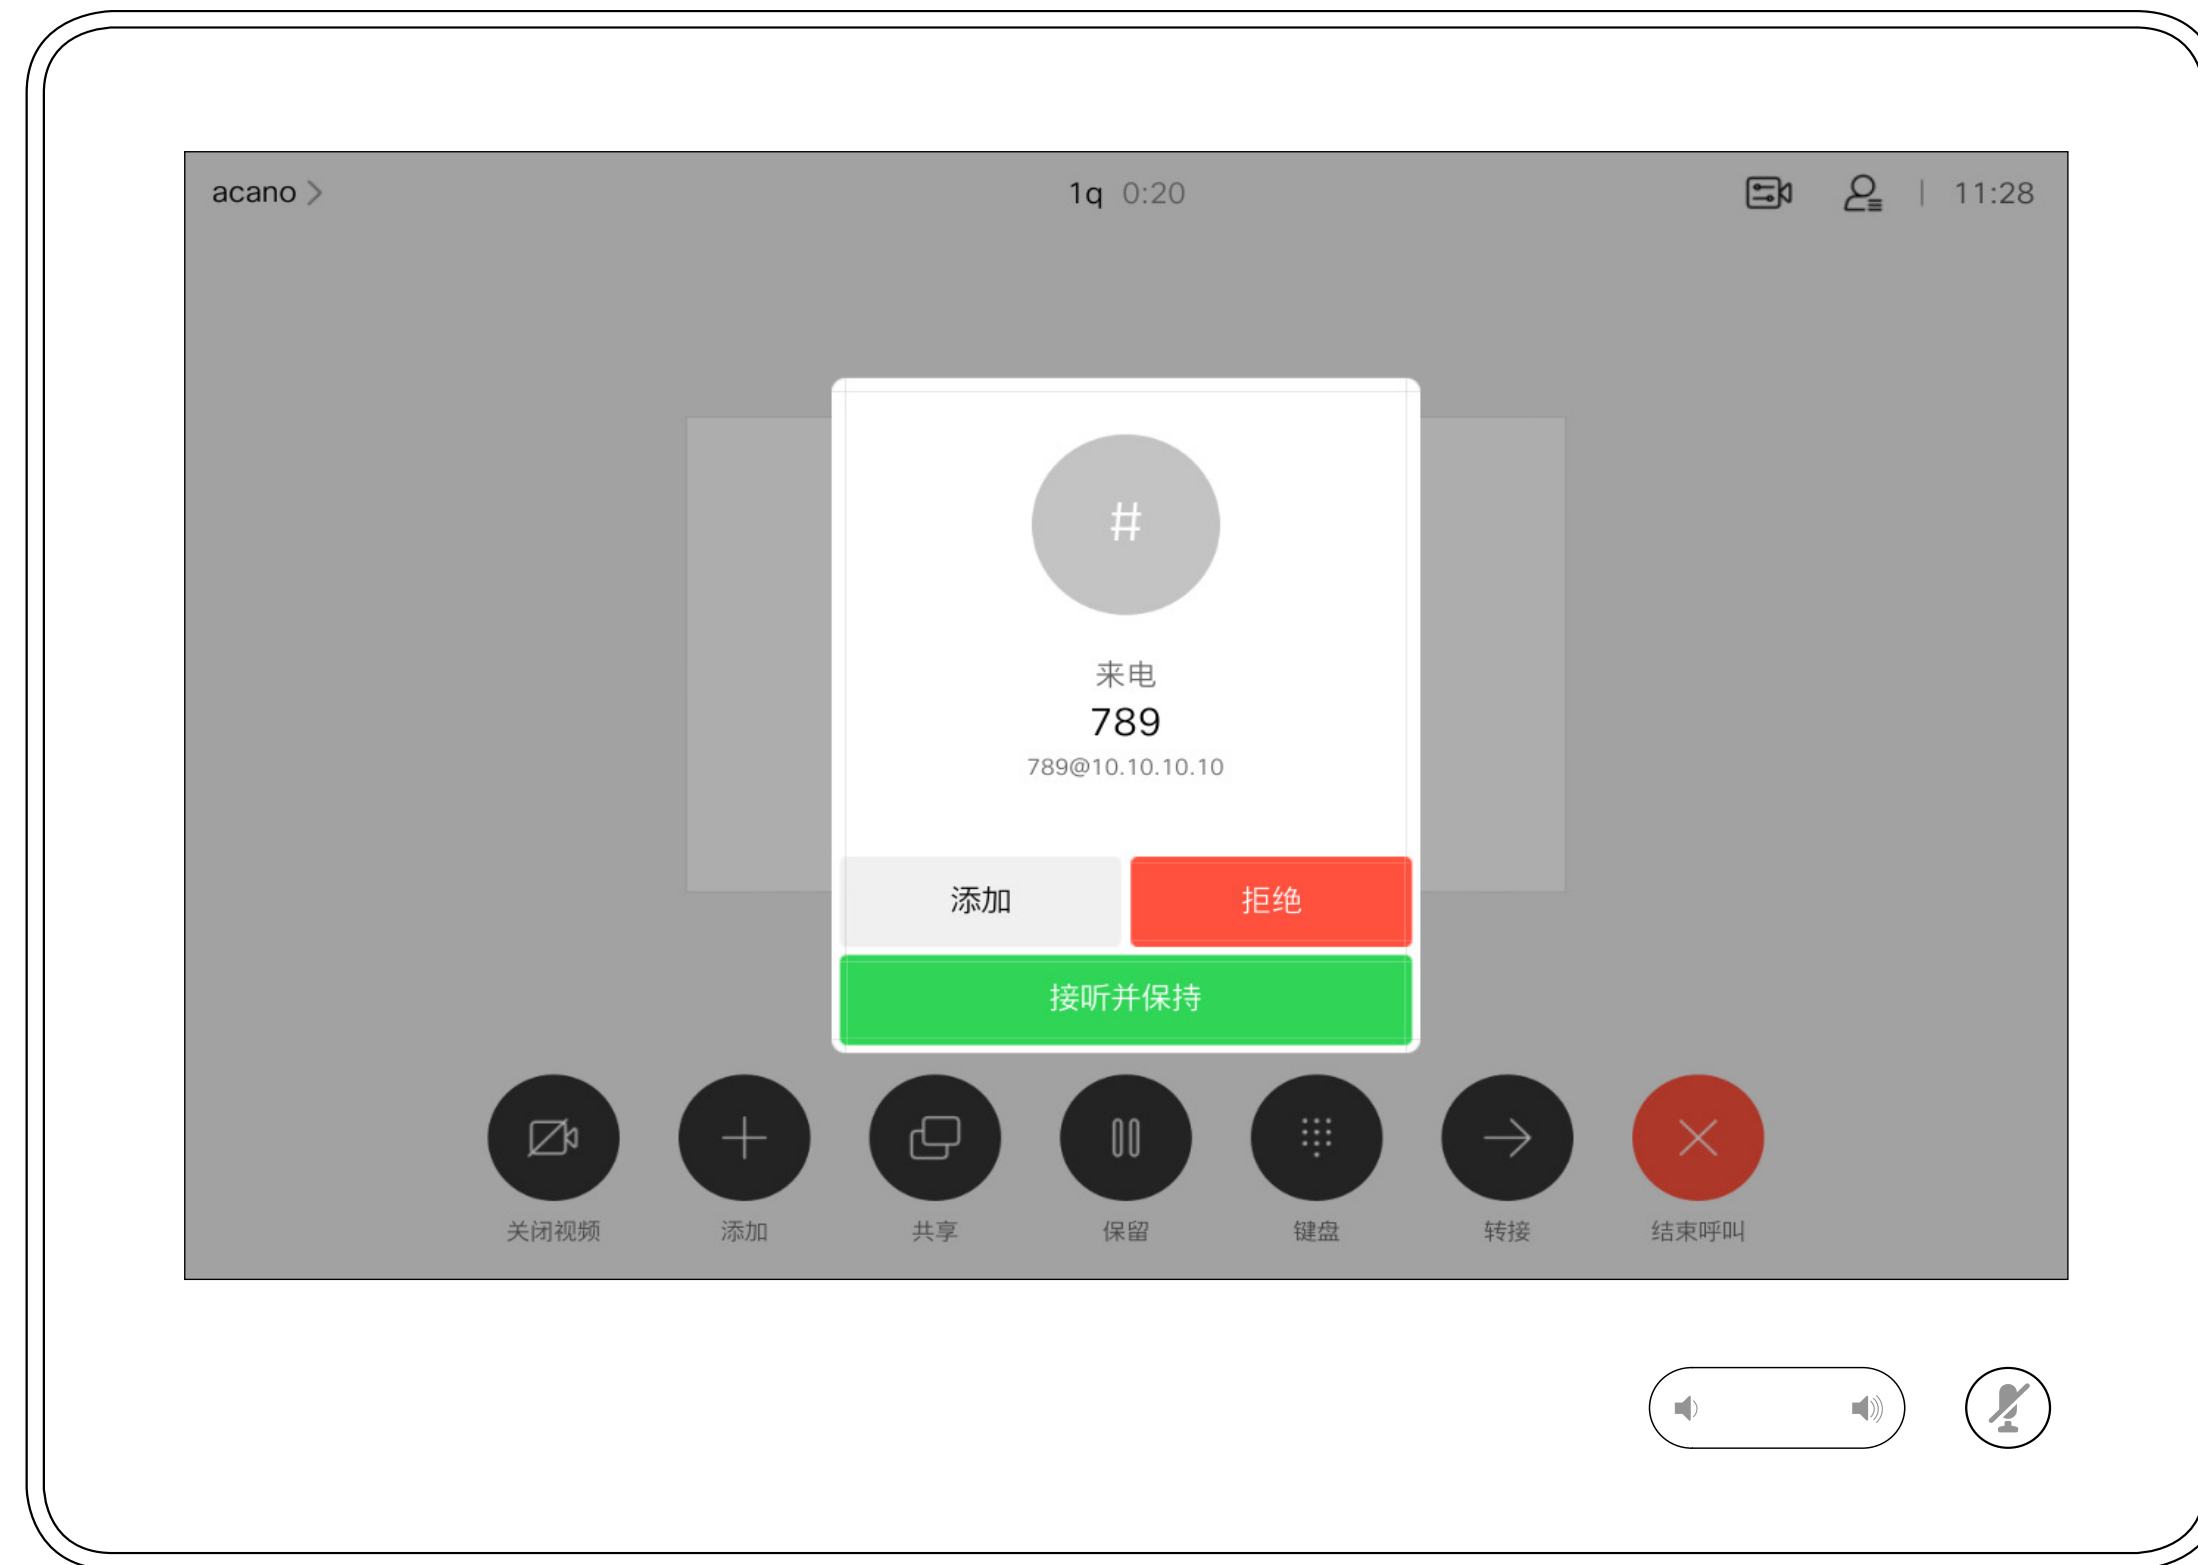 acano
1q 0:20
11:28
#
来电
789
789@10.10.10.10
添加
拒绝
接听并保持
关闭视频
添加
共享
保留
键盘
转接
结束呼叫